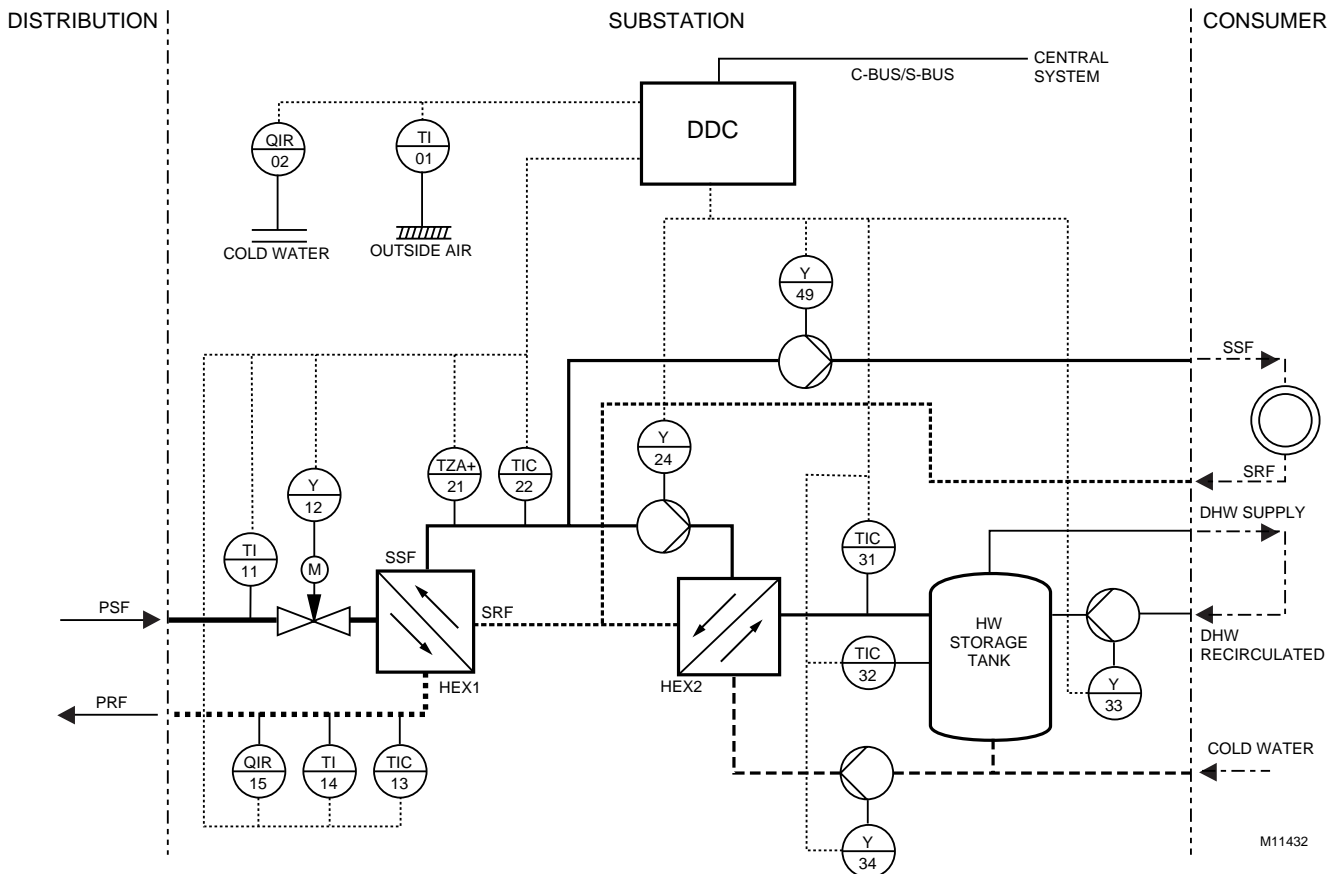 DISTRIBUTION
SUBSTATION
CONSUMER
C-BUS/S-BUS
CENTRAL
SYSTEM
DDC
QIR
02
TI
01
COLD WATER
OUTSIDE AIR
Y
49
SSF
Y
24
TZA+
21
TIC
22
Y
12
SRF
DHW SUPPLY
TI
11
M
SSF
TIC
31
PSF
SRF
HW
STORAGE
TANK
DHW
RECIRCULATED
HEX1
HEX2
TIC
32
Y
33
PRF
QIR
15
TI
14
TIC
13
COLD WATER
Y
34
M11432